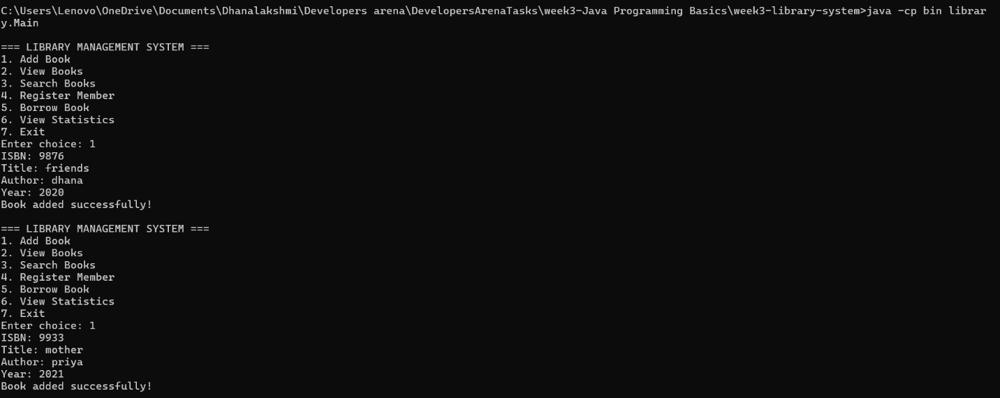 C:\Users\Lenovo\OneDrive\Documents\Dhanalakshmi\Developers arena\DevelopersArenaTasks\week3-Java Programming Basics\week3-library-system>java -cp bin librar
y.Main

=== LIBRARY MANAGEMENT SYSTEM ===
1. Add Book
2. View Books
3. Search Books
4. Register Member
5. Borrow Book
6. View Statistics
7. Exit
Enter choice: 1
ISBN: 9876
Title: friends
Author: dhana
Year: 2020
Book added successfully!

=== LIBRARY MANAGEMENT SYSTEM ===
1. Add Book
2. View Books
3. Search Books
4. Register Member
5. Borrow Book
6. View Statistics
7. Exit
Enter choice: 1
ISBN: 9933
Title: mother
Author: priya
Year: 2021
Book added successfully!